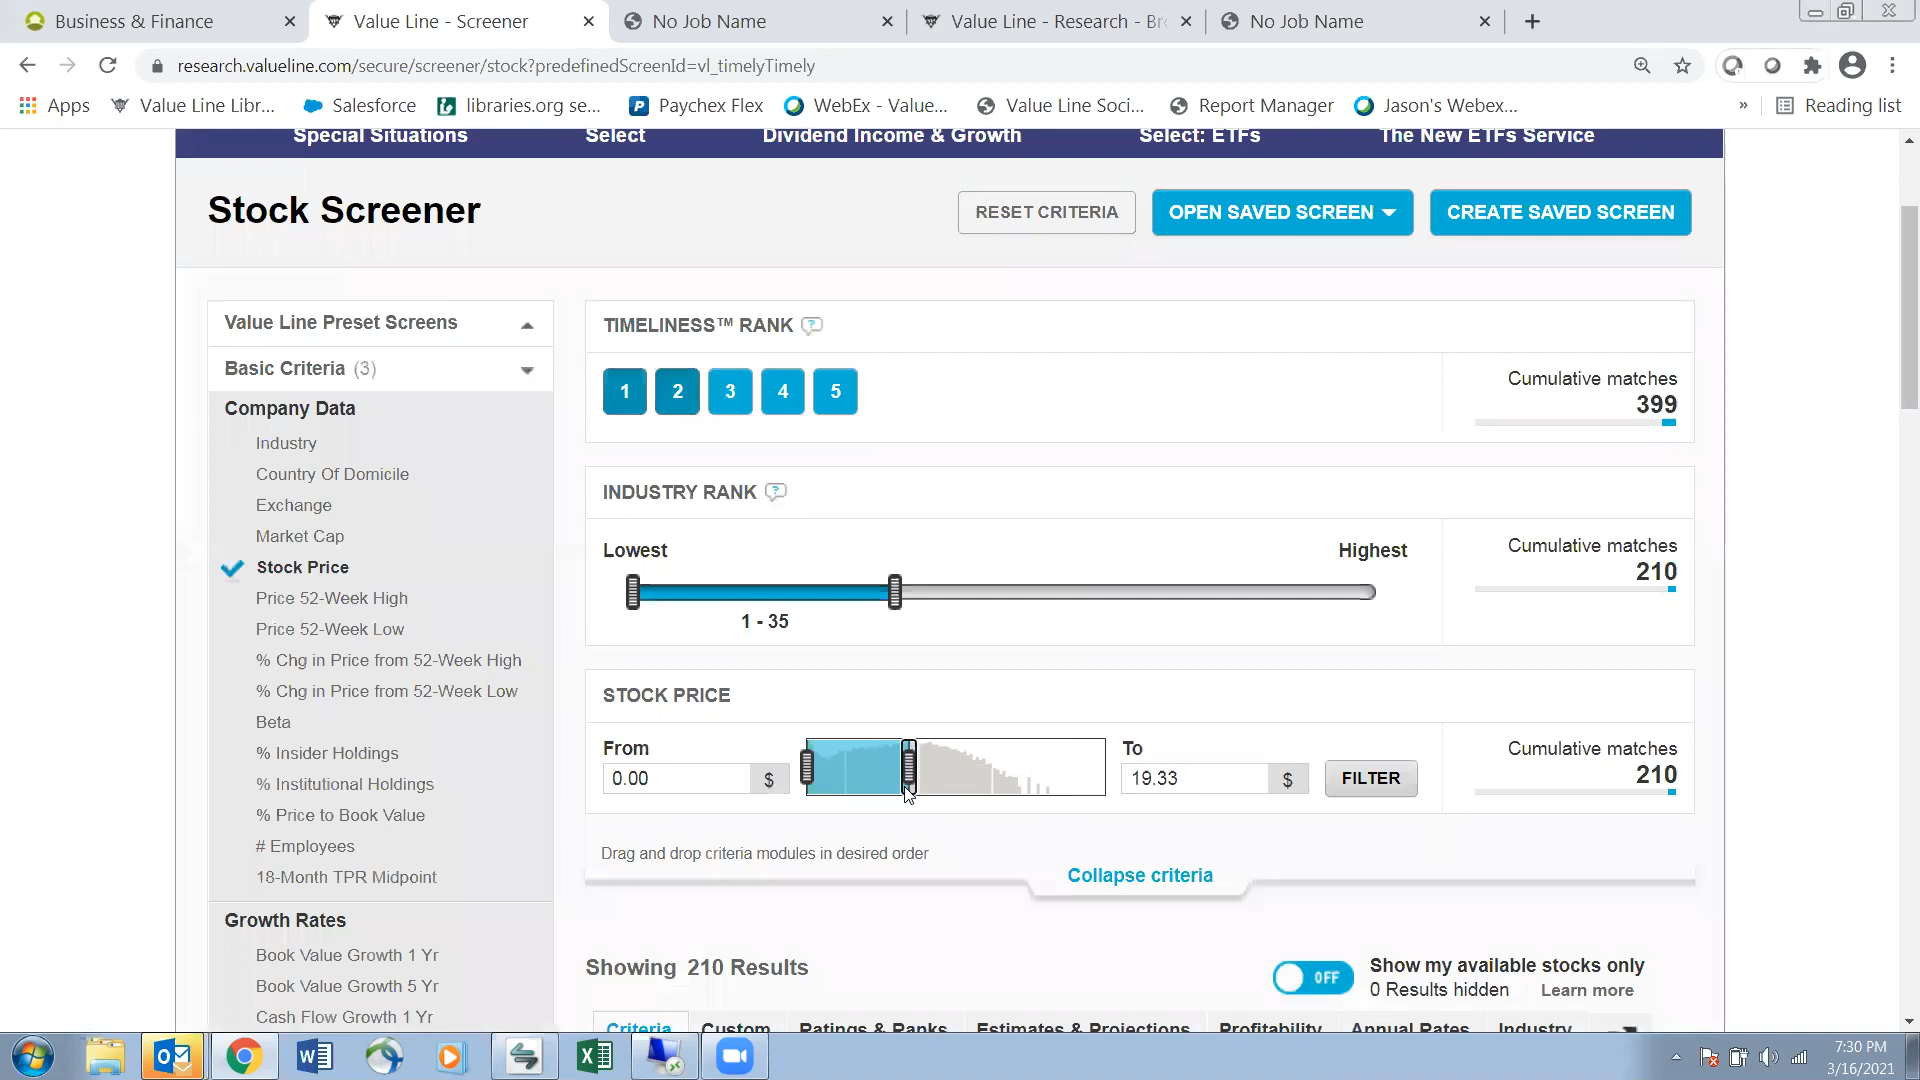 Business & Finance
Value Line - Screener
No Job Name
Value Line - Research - Br
No Job Name
research.valueline.com/secure/screener/stock?predefinedScreenId=vl_timelyTimely
Apps
Value Line Libr...
Salesforce
libraries.org se...
Paychex Flex
WebEx - Value...
Value Line Soci...
Report Manager
Jason's Webex...
»
Reading list
Special Situations
Select
Dividend Income & Growth
Select: ETFs
The New ETFs Service
Stock Screener
RESET CRITERIA
OPEN SAVED SCREEN
CREATE SAVED SCREEN
Value Line Preset Screens
Basic Criteria (3)
Company Data
Industry
Country Of Domicile
Exchange
Market Cap
Stock Price
Price 52-Week High
Price 52-Week Low
% Chg in Price from 52-Week High
% Chg in Price from 52-Week Low
Beta
% Insider Holdings
% Institutional Holdings
% Price to Book Value
# Employees
18-Month TPR Midpoint
Growth Rates
Book Value Growth 1 Yr
Book Value Growth 5 Yr
Cash Flow Growth 1 Yr
TIMELINESS™ RANK ?
1 2 3 4 5
Cumulative matches
399
INDUSTRY RANK ?
Lowest
Highest
1 - 35
Cumulative matches
210
STOCK PRICE
From
0.00 $
To
19.33 $
FILTER
Cumulative matches
210
Drag and drop criteria modules in desired order
Collapse criteria
Showing 210 Results
OFF
Show my available stocks only
0 Results hidden
Learn more
Criteria
Custom
Ratings & Ranks
Estimates & Projections
Profitability
Annual Rates
Industry
7:30 PM
3/16/2021